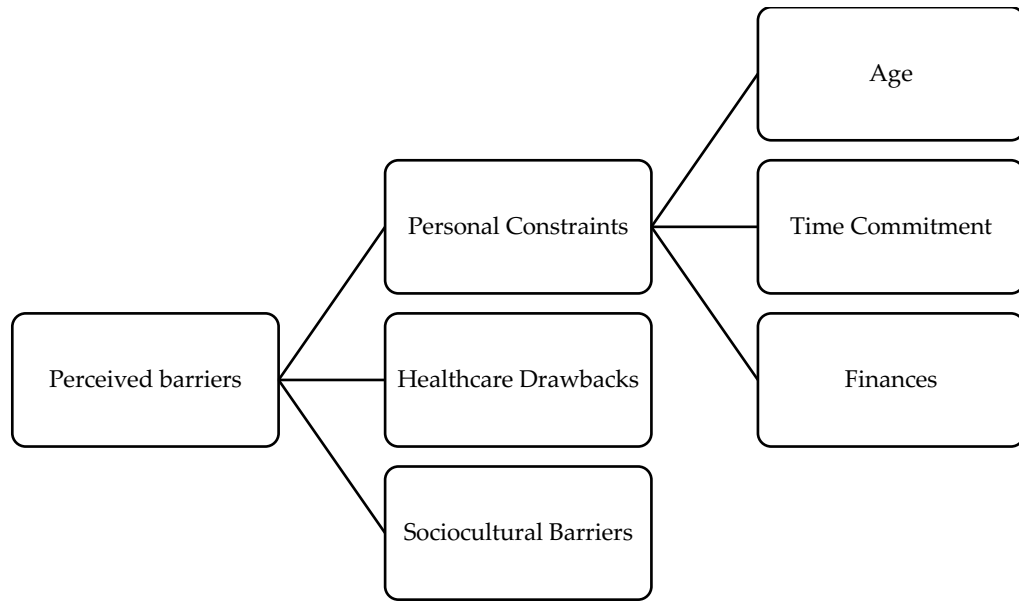 Perceived barriers
Personal Constraints
Healthcare Drawbacks
Sociocultural Barriers
Age
Time Commitment
Finances